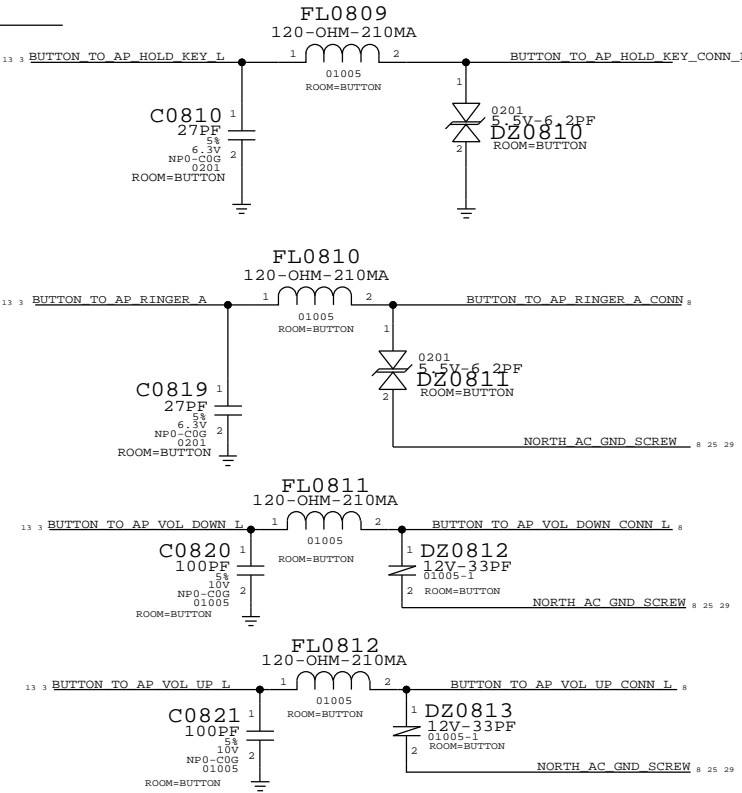 FL0809
120-OHM-210MA
13 3 BUTTON_TO_AP_HOLD_KEY_L 1 2 BUTTON_TO_AP_HOLD_KEY_CONN_
01005
ROOM=BUTTON
1
C0810 1
27PF
5%
6.3V
NP0-C0G 2
0201
ROOM=BUTTON
0201
5.5V-6.2PF
DZ0810
2 ROOM=BUTTON
FL0810
120-OHM-210MA
13 3 BUTTON_TO_AP_RINGER_A 1 2 BUTTON_TO_AP_RINGER_A_CONN 8
01005
ROOM=BUTTON
1
0201
5.5V-6.2PF
DZ0811
2 ROOM=BUTTON
C0819 1
27PF
5%
6.3V
NP0-C0G 2
0201
ROOM=BUTTON
NORTH_AC_GND_SCREW 8 25 29
FL0811
120-OHM-210MA
13 3 BUTTON_TO_AP_VOL_DOWN_L 1 2 BUTTON_TO_AP_VOL_DOWN_CONN_L 8
01005
ROOM=BUTTON
C0820 1
100PF
5%
10V
NP0-C0G 2
01005
ROOM=BUTTON
1 DZ0812
12V-33PF
01005-1
2 ROOM=BUTTON
NORTH_AC_GND_SCREW 8 25 29
FL0812
120-OHM-210MA
13 3 BUTTON_TO_AP_VOL_UP_L 1 2 BUTTON_TO_AP_VOL_UP_CONN_L 8
01005
ROOM=BUTTON
C0821 1
100PF
5%
10V
NP0-C0G 2
01005
ROOM=BUTTON
1 DZ0813
12V-33PF
01005-1
ROOM=BUTTON
2
NORTH_AC_GND_SCREW 8 25 29